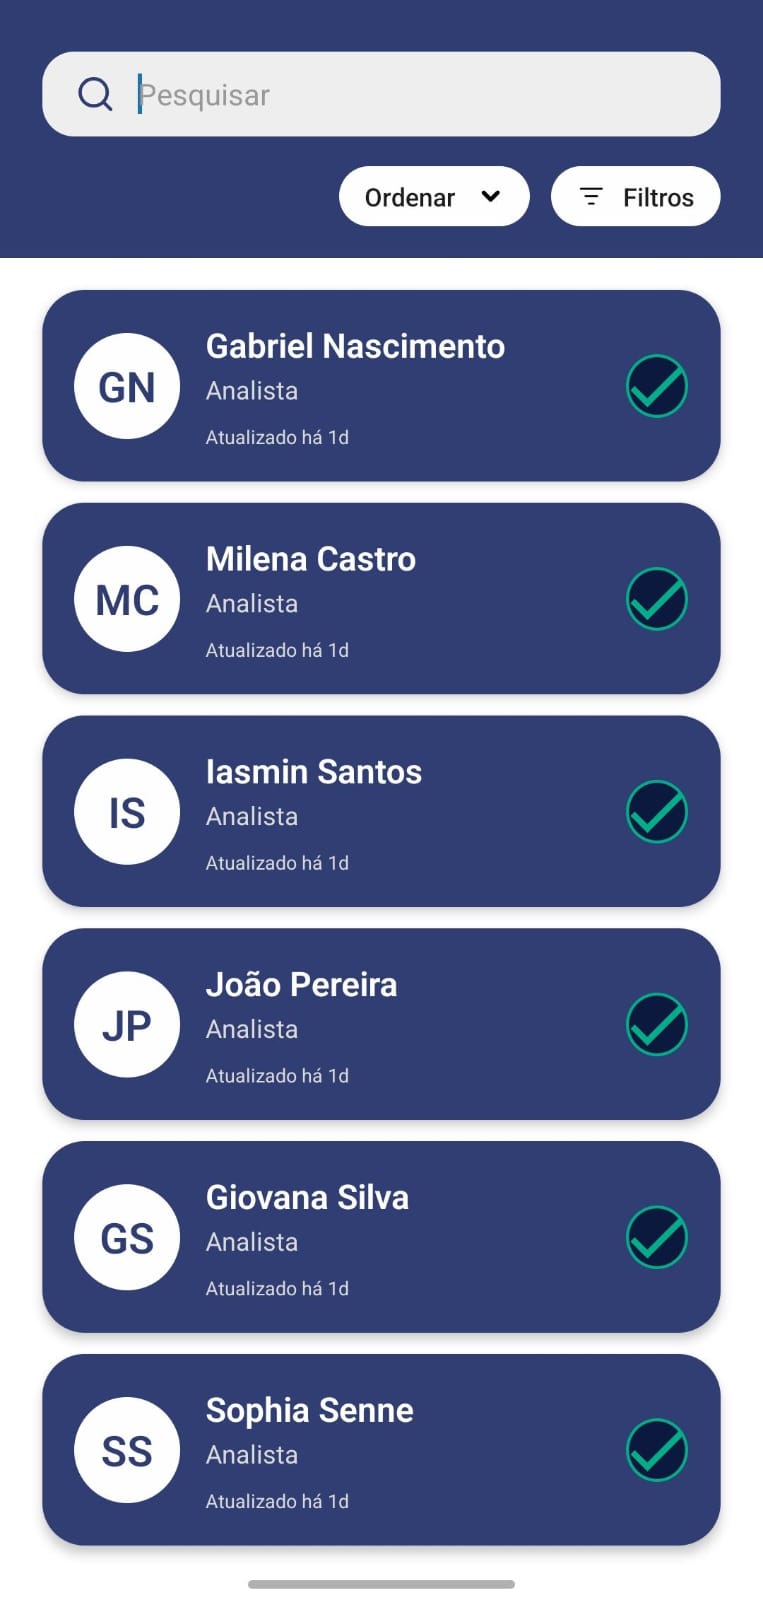 Pesquisar
Ordenar
Filtros
GN
Gabriel Nascimento
Analista
Atualizado há 1d
MC
Milena Castro
Analista
Atualizado há 1d
IS
Iasmin Santos
Analista
Atualizado há 1d
JP
João Pereira
Analista
Atualizado há 1d
GS
Giovana Silva
Analista
Atualizado há 1d
SS
Sophia Senne
Analista
Atualizado há 1d